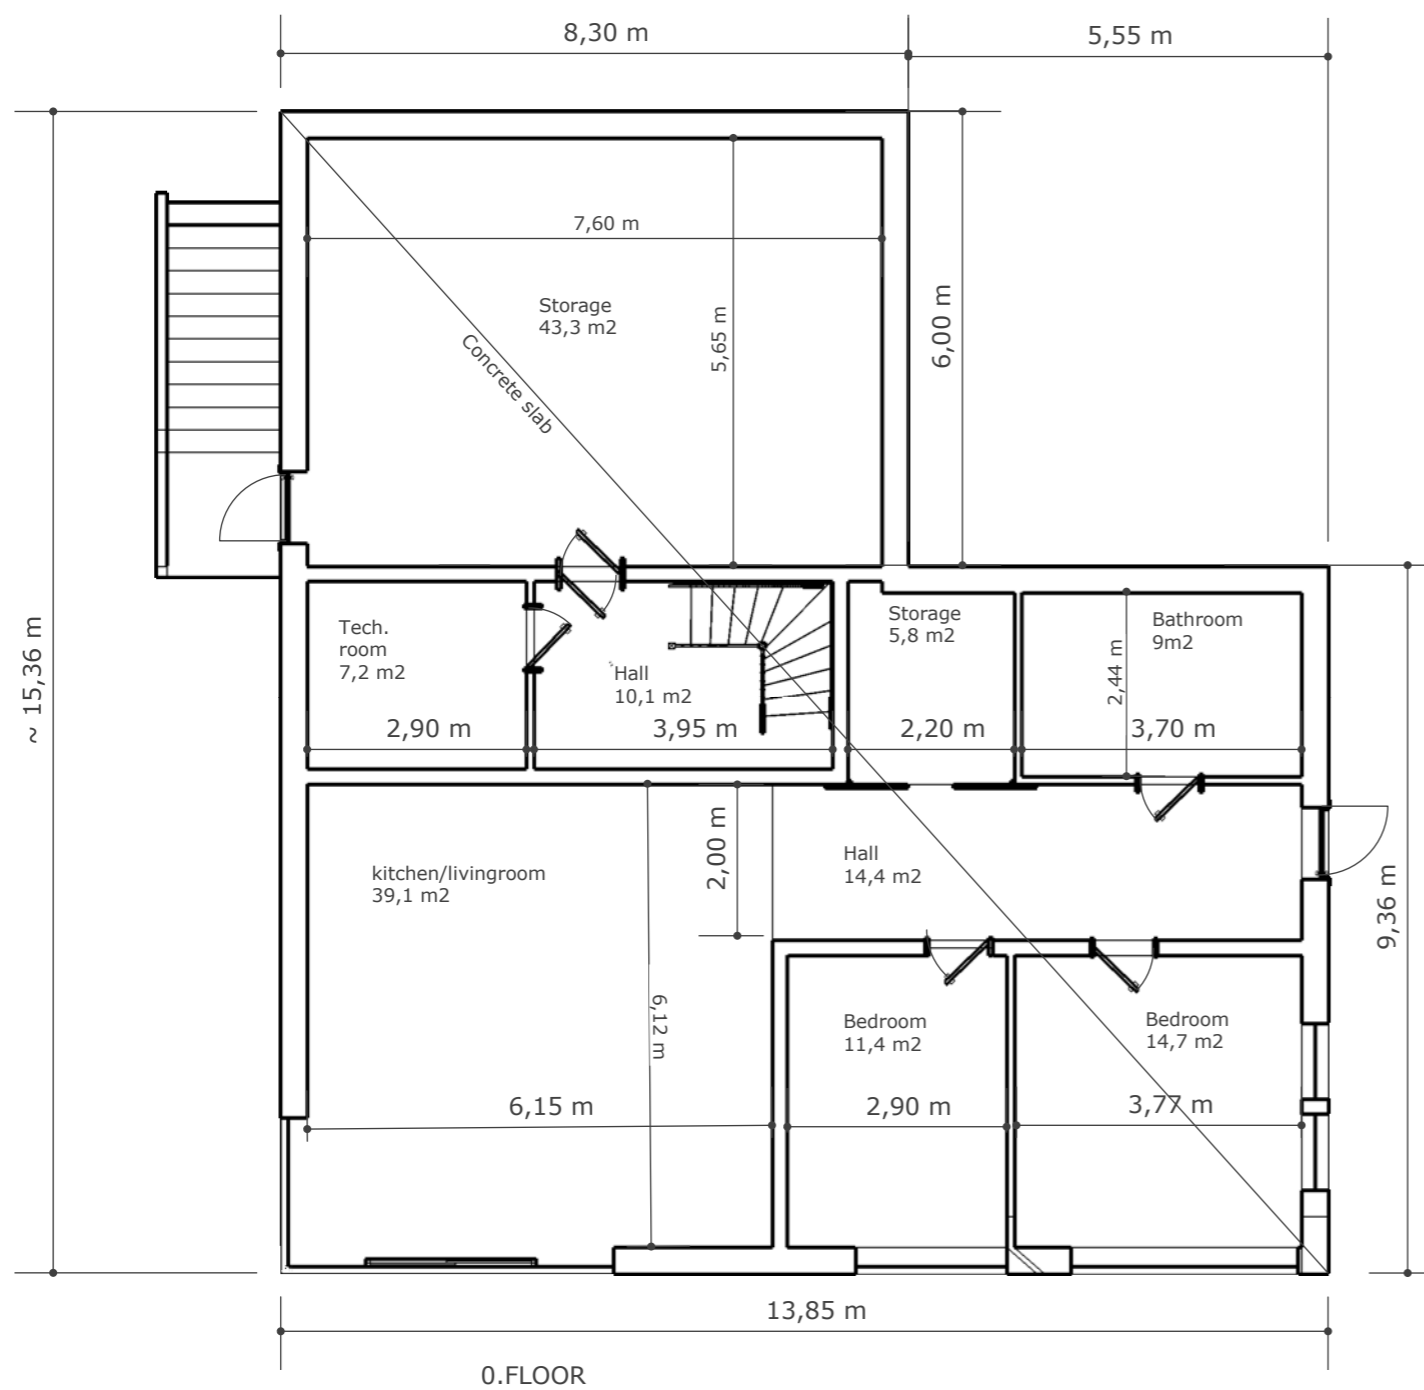 8,30 m
5,55 m
7,60 m
Storage
43,3 m2
5,65 m
6,00 m
Concrete slab
~ 15,36 m
Tech.
room
7,2 m2
Hall
10,1 m2
Storage
5,8 m2
Bathroom
9m2
2,44 m
2,90 m
3,95 m
2,20 m
3,70 m
kitchen/livingroom
39,1 m2
2,00 m
Hall
14,4 m2
9,36 m
6,12 m
Bedroom
11,4 m2
Bedroom
14,7 m2
6,15 m
2,90 m
3,77 m
13,85 m
0.FLOOR